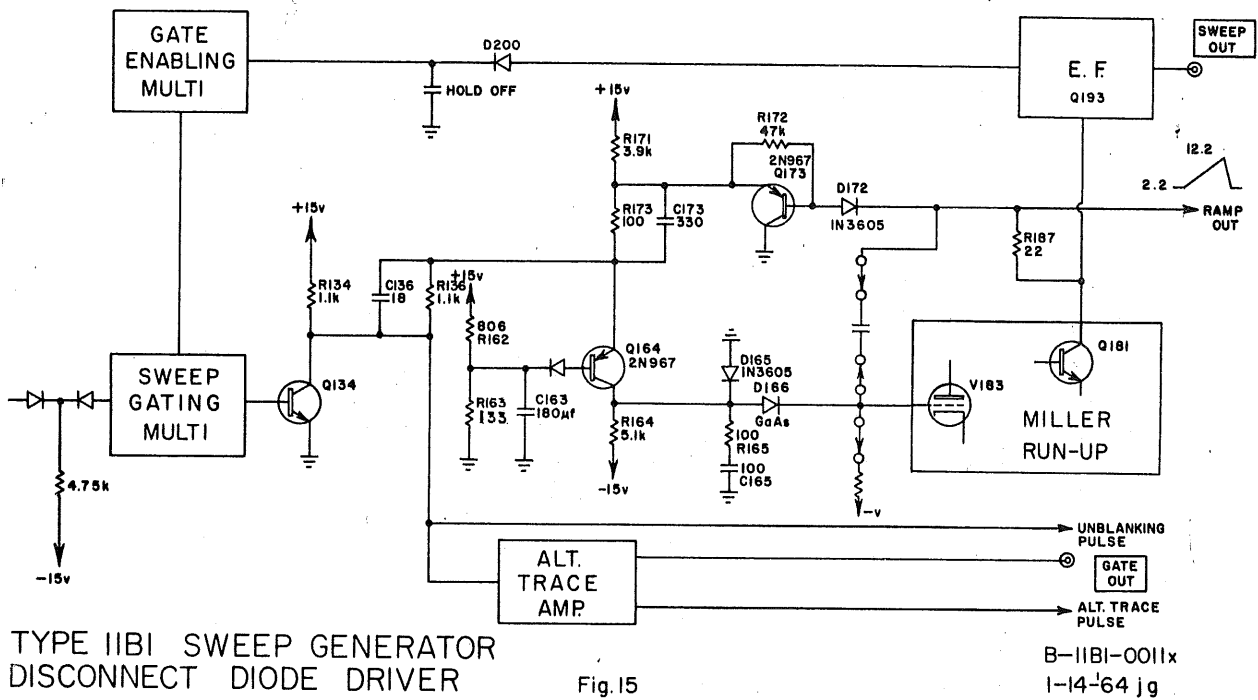 GATE
ENABLING
MULTI
D200
HOLD OFF
E. F.
Q193
SWEEP
OUT
+15v
R171
3.9k
R172
47k
2N967
Q173
D172
IN3605
12.2
2.2
RAMP
OUT
R173
100
C173
330
R187
22
+15v
R134
1.1k
C136
18
R136
1.1k
+15v
806
R162
Q134
R163
133
C163
180µf
Q164
2N967
R164
5.1k
-15v
D165
IN3605
D166
GaAs
100
R165
100
C165
-v
Q181
V183
MILLER
RUN-UP
SWEEP
GATING
MULTI
4.75k
-15v
UNBLANKING
PULSE
ALT.
TRACE
AMP.
GATE
OUT
ALT. TRACE
PULSE
TYPE 11B1 SWEEP GENERATOR
DISCONNECT DIODE DRIVER
Fig.15
B-11B1-0011x
1-14-'64 jg